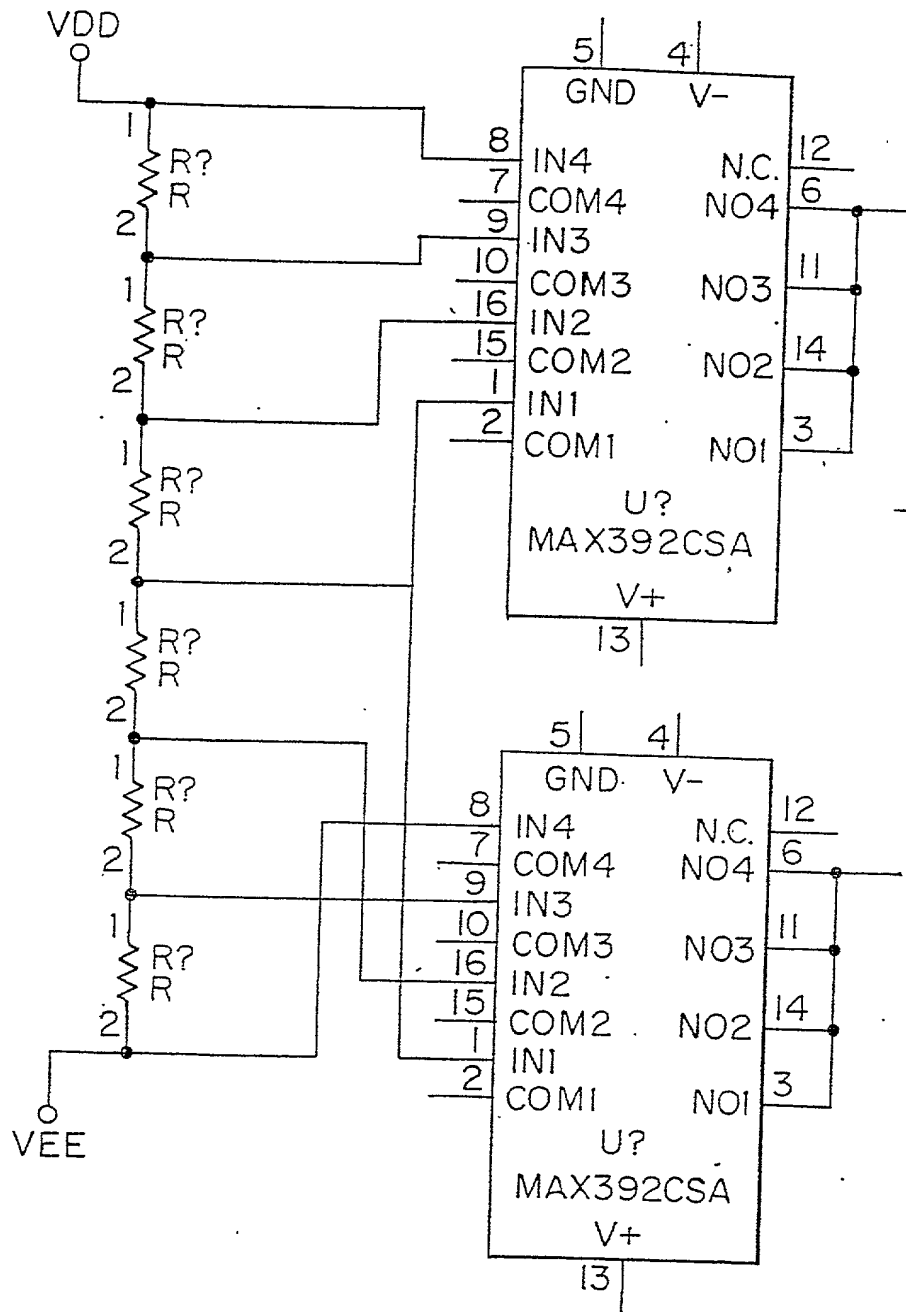 VDD
1
R?
R
2
1
R?
R
2
1
R?
R
2
1
R?
R
2
1
R?
R
2
1
R?
R
2
VEE
5
4
GND
V-
8
IN4
7
COM4
9
IN3
10
COM3
16
IN2
15
COM2
1
IN1
2
COM1
N.C.
12
NO4
6
NO3
11
NO2
14
NO1
3
U?
MAX392CSA
V+
13
5
4
GND
V-
8
IN4
7
COM4
9
IN3
10
COM3
16
IN2
15
COM2
1
IN1
2
COM1
N.C.
12
NO4
6
NO3
11
NO2
14
NO1
3
U?
MAX392CSA
V+
13